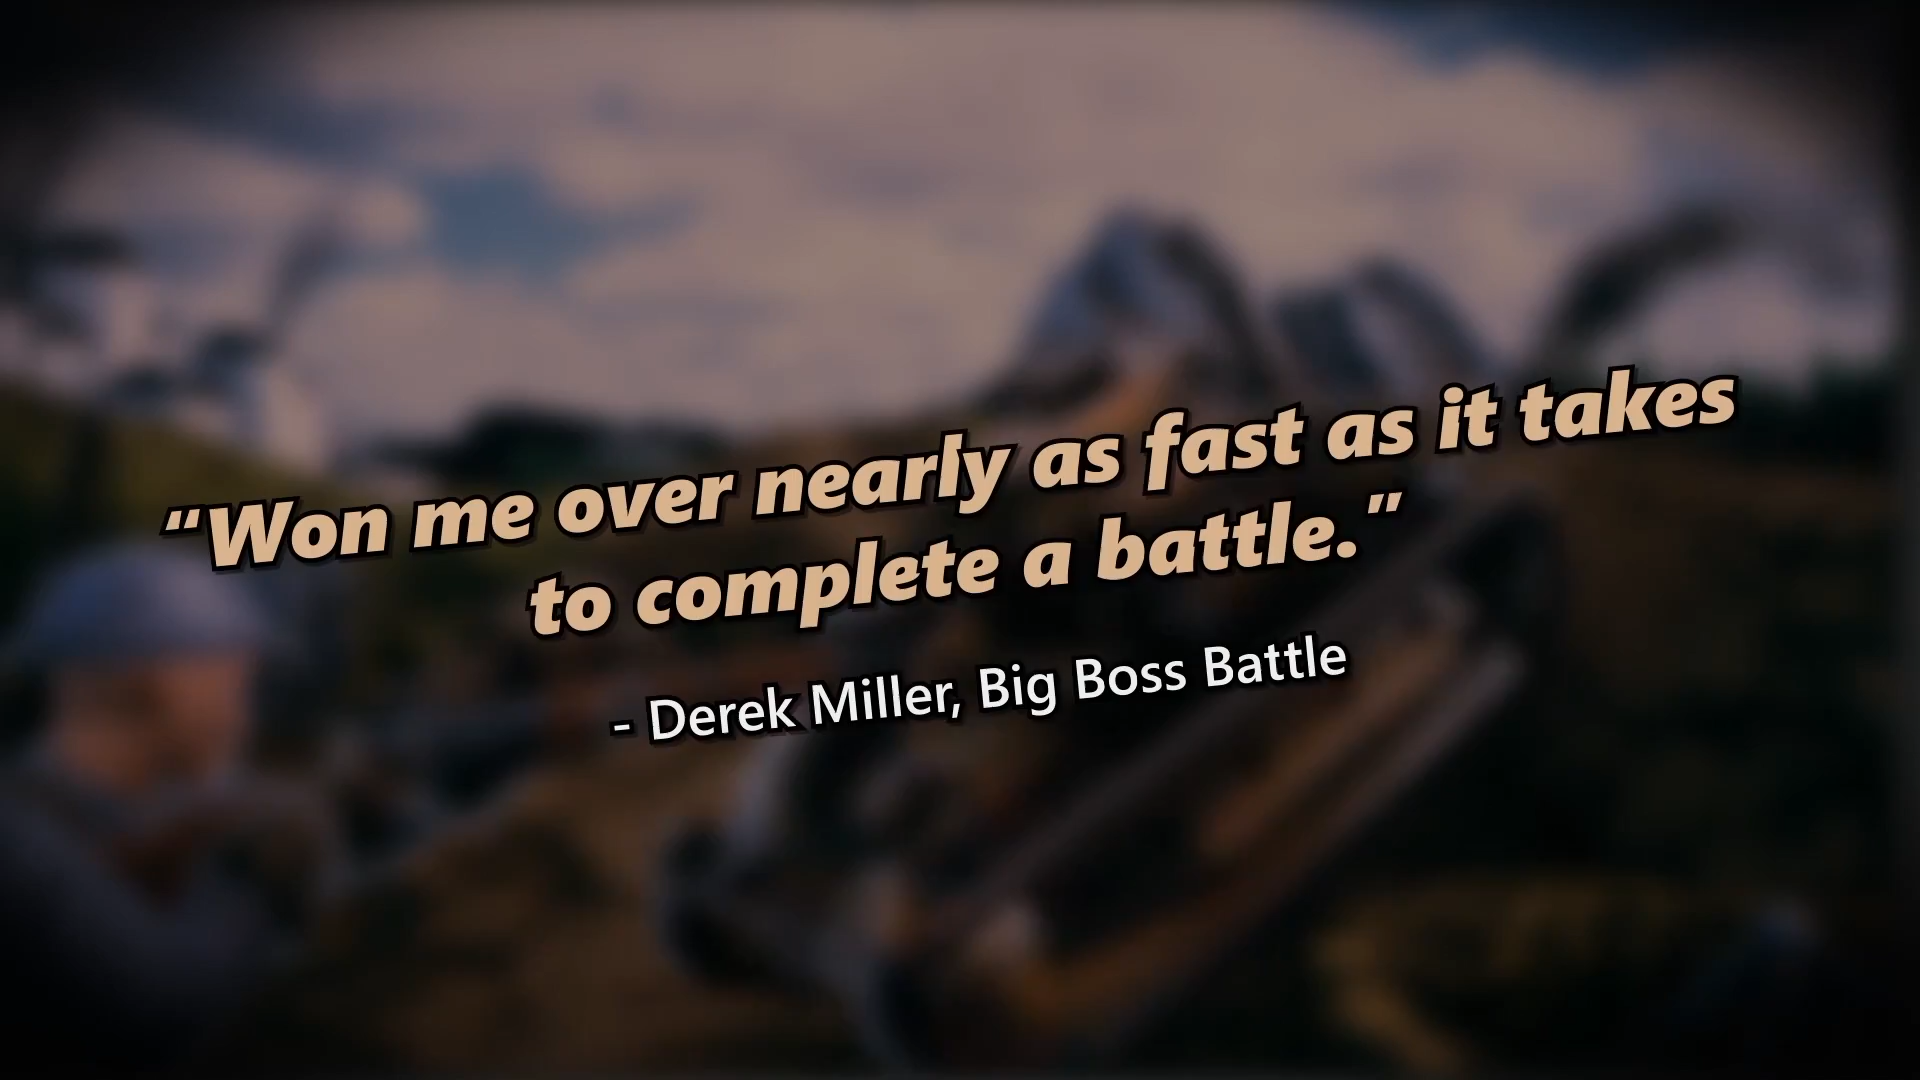 “Won me over nearly as fast as it takes
to complete a battle.”
- Derek Miller, Big Boss Battle